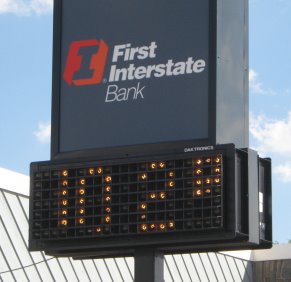 First
Interstate
® Bank
DAKTRONICS